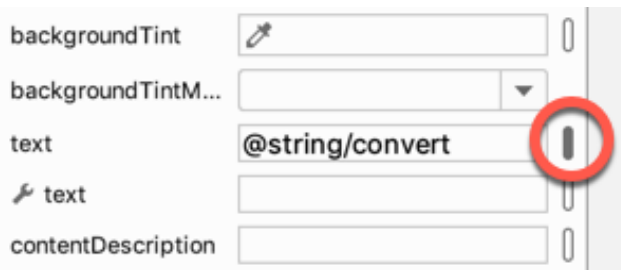 backgroundTint
backgroundTintM...
text @string/convert
text
contentDescription